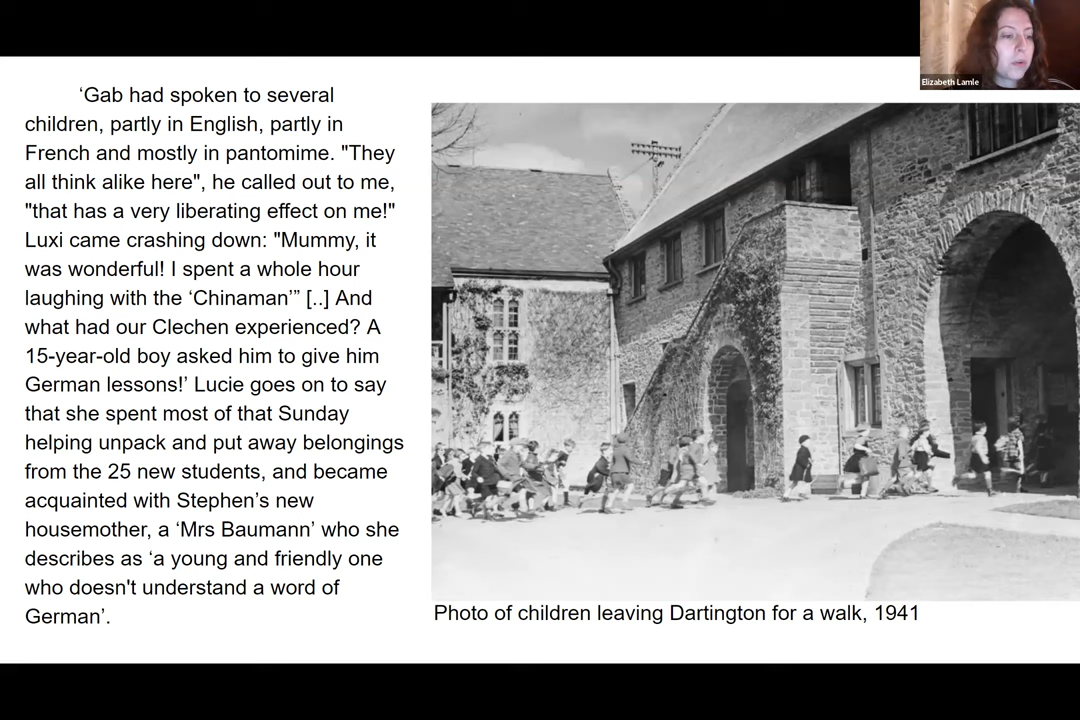 ‘Gab had spoken to several
children, partly in English, partly in
French and mostly in pantomime. "They
all think alike here", he called out to me,
"that has a very liberating effect on me!"
Luxi came crashing down: "Mummy, it
was wonderful! I spent a whole hour
laughing with the ‘Chinaman’” [..] And
what had our Clechen experienced? A
15-year-old boy asked him to give him
German lessons!’ Lucie goes on to say
that she spent most of that Sunday
helping unpack and put away belongings
from the 25 new students, and became
acquainted with Stephen’s new
housemother, a ‘Mrs Baumann’ who she
describes as ‘a young and friendly one
who doesn't understand a word of
German’.
Photo of children leaving Dartington for a walk, 1941
Elizabeth Lamle